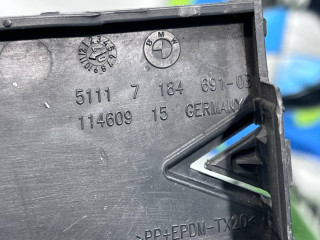 BMW
5111 7 184 691-03
114609 15 GERMANY
>PP+EPDM-TX20<